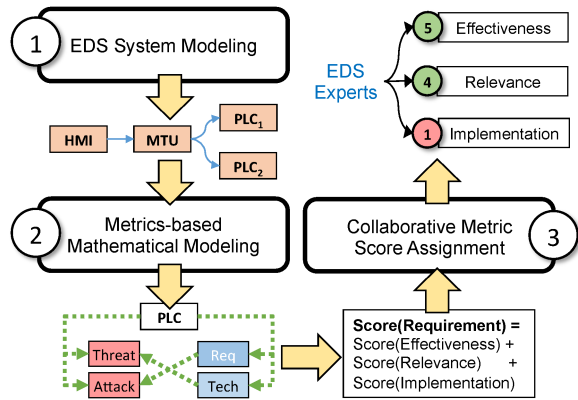 1
EDS System Modeling
HMI
MTU
PLC1
PLC2
2
Metrics-based
Mathematical Modeling
PLC
Threat
Req
Attack
Tech
Score(Requirement) =
Score(Effectiveness) +
Score(Relevance) +
Score(Implementation)
Collaborative Metric
Score Assignment
3
EDS
Experts
5
Effectiveness
4
Relevance
1
Implementation